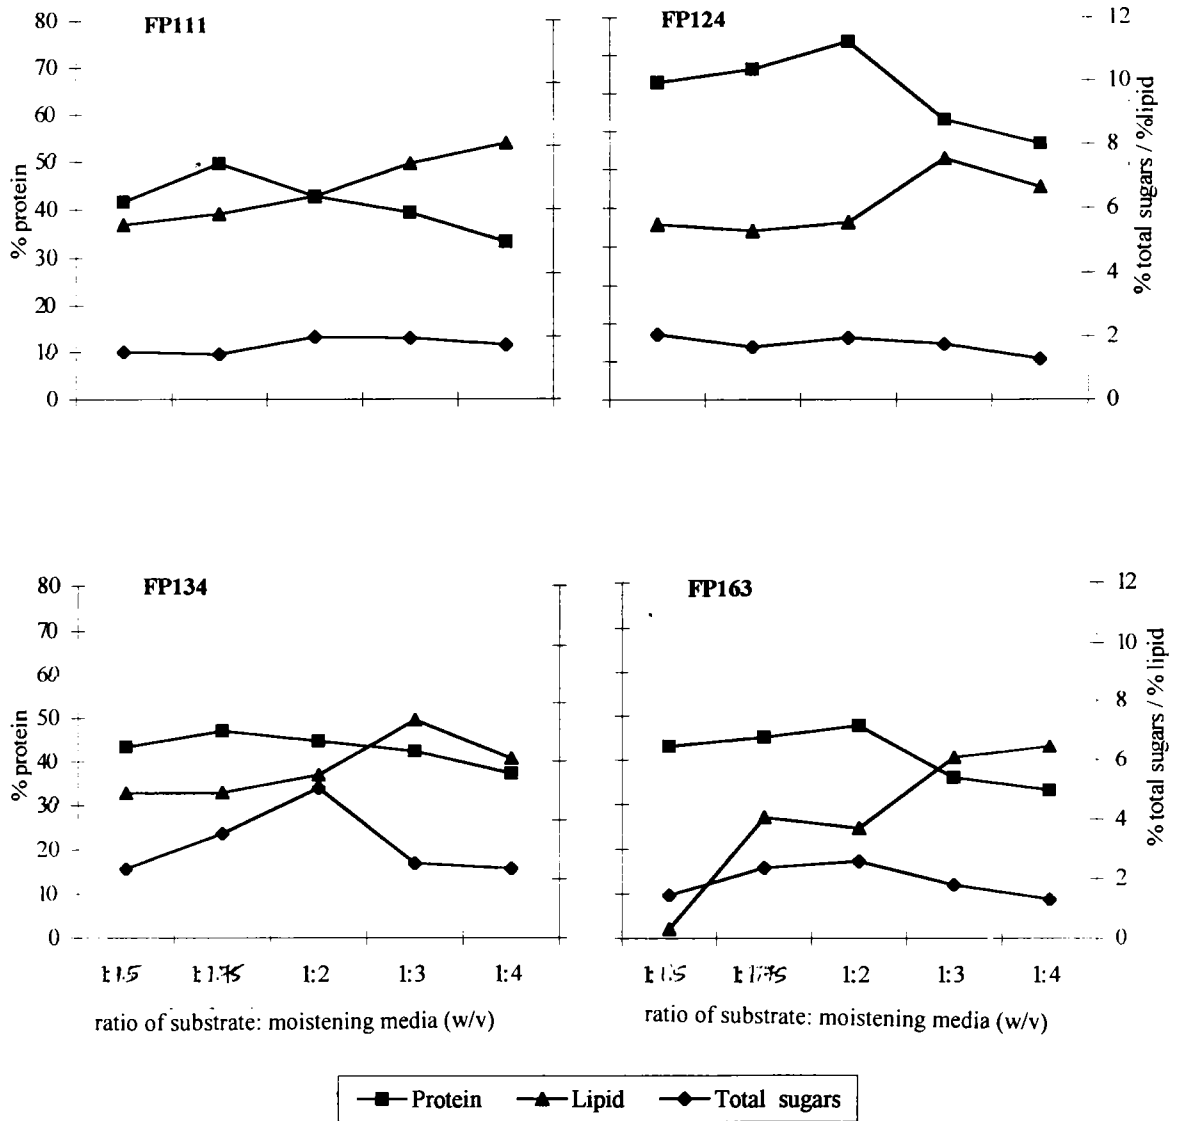 FP111
80
70
60
50
40
30
20
10
0
% protein
FP124
12
10
8
6
4
2
0
% total sugars / %lipid
FP134
80
70
60
50
40
30
20
10
0
% protein
1:1.5 1:1.75 1:2 1:3 1:4
ratio of substrate: moistening media (w/v)
FP163
12
10
8
6
4
2
0
% total sugars / % lipid
1:1.5 1:1.75 1:2 1:3 1:4
ratio of substrate: moistening media (w/v)
Protein Lipid Total sugars